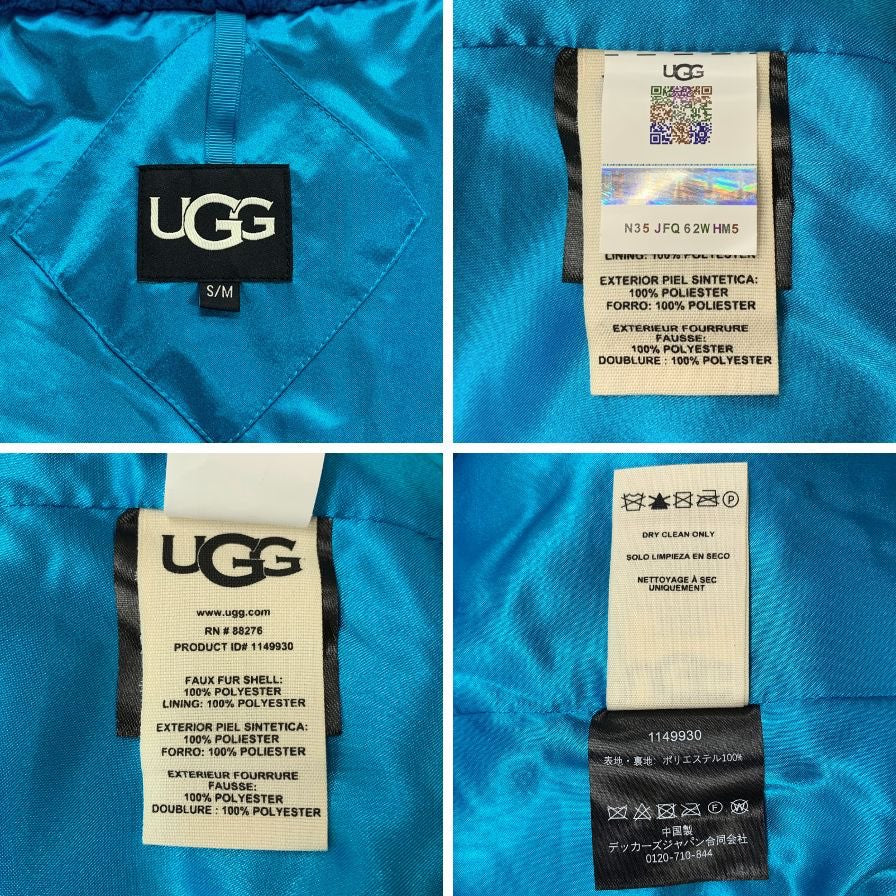 UGG
S/M
UGG
N35 JFQ 62W HM5
LINING: 100% POLYESTER
EXTERIOR PIEL SINTETICA:
100% POLIESTER
FORRO: 100% POLIESTER
EXTERIEUR FOURRURE
FAUSSE:
100% POLYESTER
DOUBLURE : 100% POLYESTER
UGG
www.ugg.com
RN # 88276
PRODUCT ID# 1149930
FAUX FUR SHELL:
100% POLYESTER
LINING: 100% POLYESTER
EXTERIOR PIEL SINTETICA:
100% POLIESTER
FORRO: 100% POLIESTER
EXTERIEUR FOURRURE
FAUSSE:
100% POLYESTER
DOUBLURE : 100% POLYESTER
P
DRY CLEAN ONLY
SOLO LIMPIEZA EN SECO
NETTOYAGE À SEC
UNIQUEMENT
1149930
表地・裏地: ポリエステル100%
F
W
中国製
デッカーズジャパン合同会社
0120-710-844